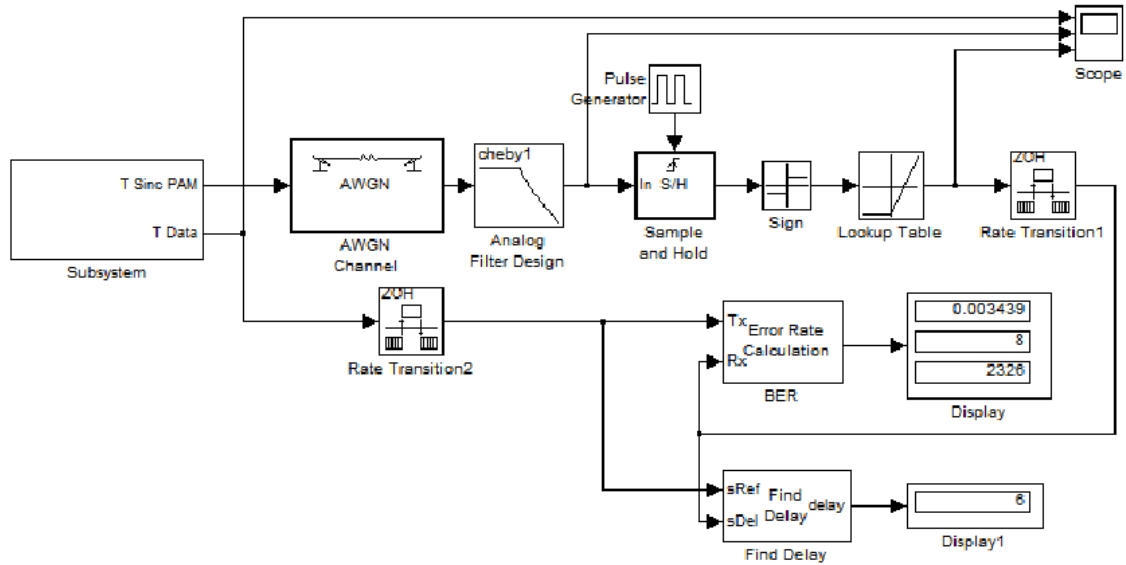 Scope
Pulse
Generator
T Sinc PAM
T Data
Subsystem
AWGN
AWGN
Channel
cheby1
Analog
Filter Design
In S/H
Sample
and Hold
Sign
Lookup Table
ZOH
Rate Transition1
ZOH
Rate Transition2
Tx
Rx
Error Rate
Calculation
BER
0.003439
8
2326
Display
sRef
sDel
Find
Delay
delay
Find Delay
6
Display1